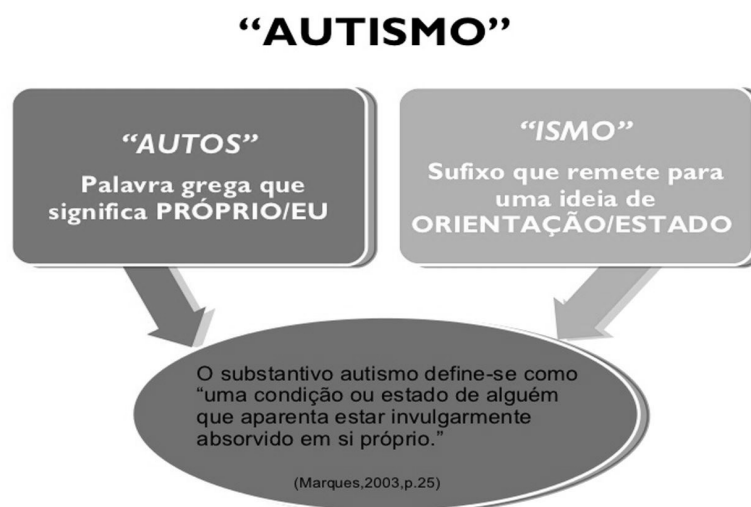 “AUTISMO”
“AUTOS”
Palavra grega que
significa PRÓPRIO/EU
“ISMO”
Sufixo que remete para
uma ideia de
ORIENTAÇÃO/ESTADO
O substantivo autismo define-se como
“uma condição ou estado de alguém
que aparenta estar invulgarmente
absorvido em si próprio.”
(Marques,2003,p.25)